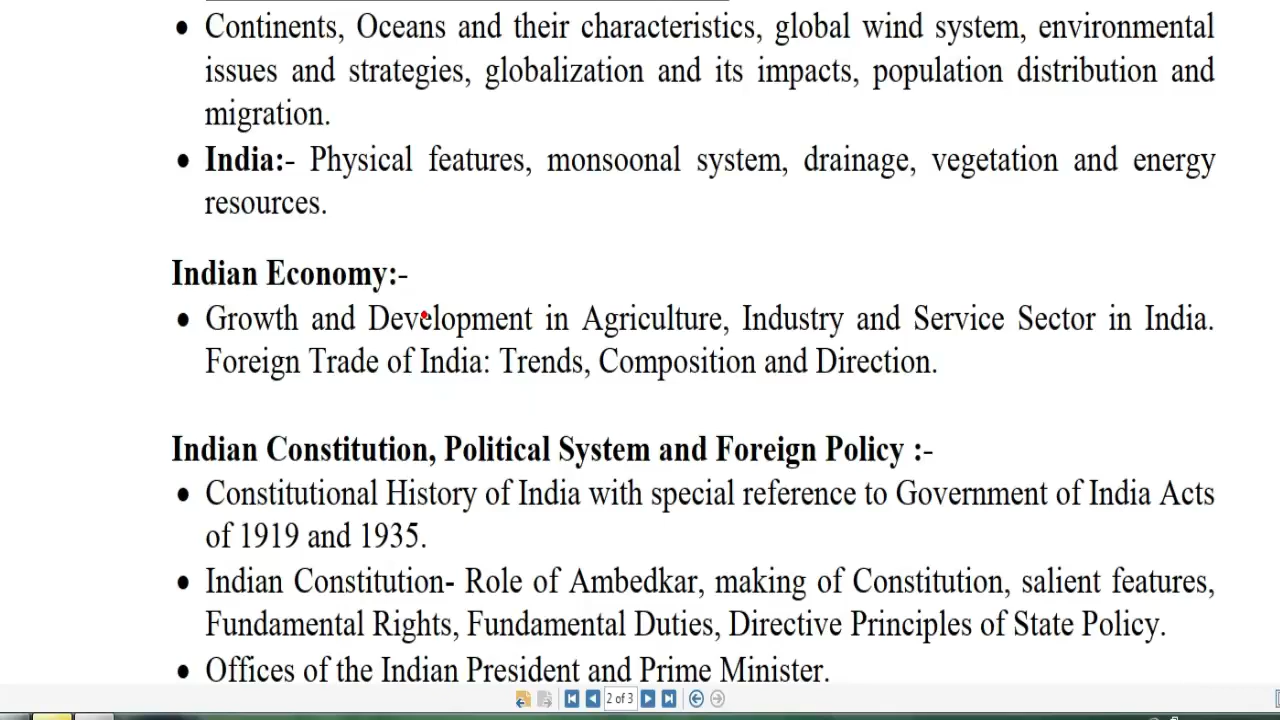 • Continents, Oceans and their characteristics, global wind system, environmental
issues and strategies, globalization and its impacts, population distribution and
migration.
• India:- Physical features, monsoonal system, drainage, vegetation and energy
resources.
Indian Economy:-
• Growth and Development in Agriculture, Industry and Service Sector in India.
Foreign Trade of India: Trends, Composition and Direction.
Indian Constitution, Political System and Foreign Policy :-
• Constitutional History of India with special reference to Government of India Acts
of 1919 and 1935.
• Indian Constitution- Role of Ambedkar, making of Constitution, salient features,
Fundamental Rights, Fundamental Duties, Directive Principles of State Policy.
• Offices of the Indian President and Prime Minister.
2 of 3